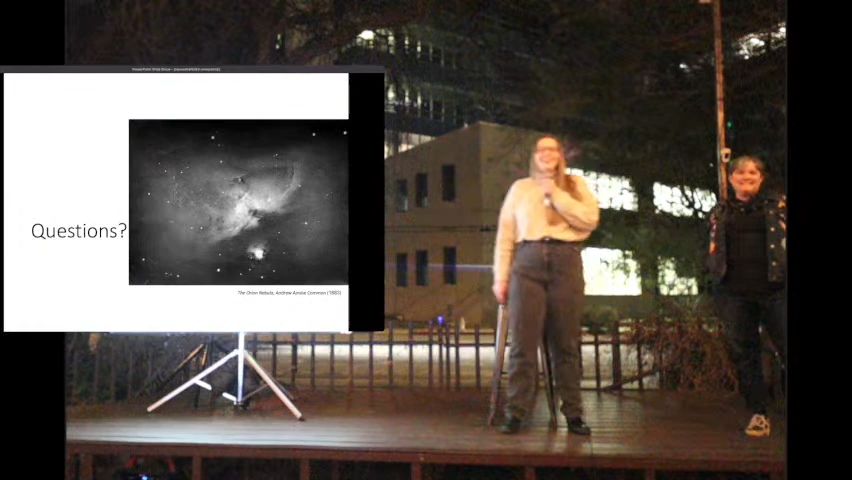 Questions?
The Orion Nebula, Andrew Ainslie Common (1883)